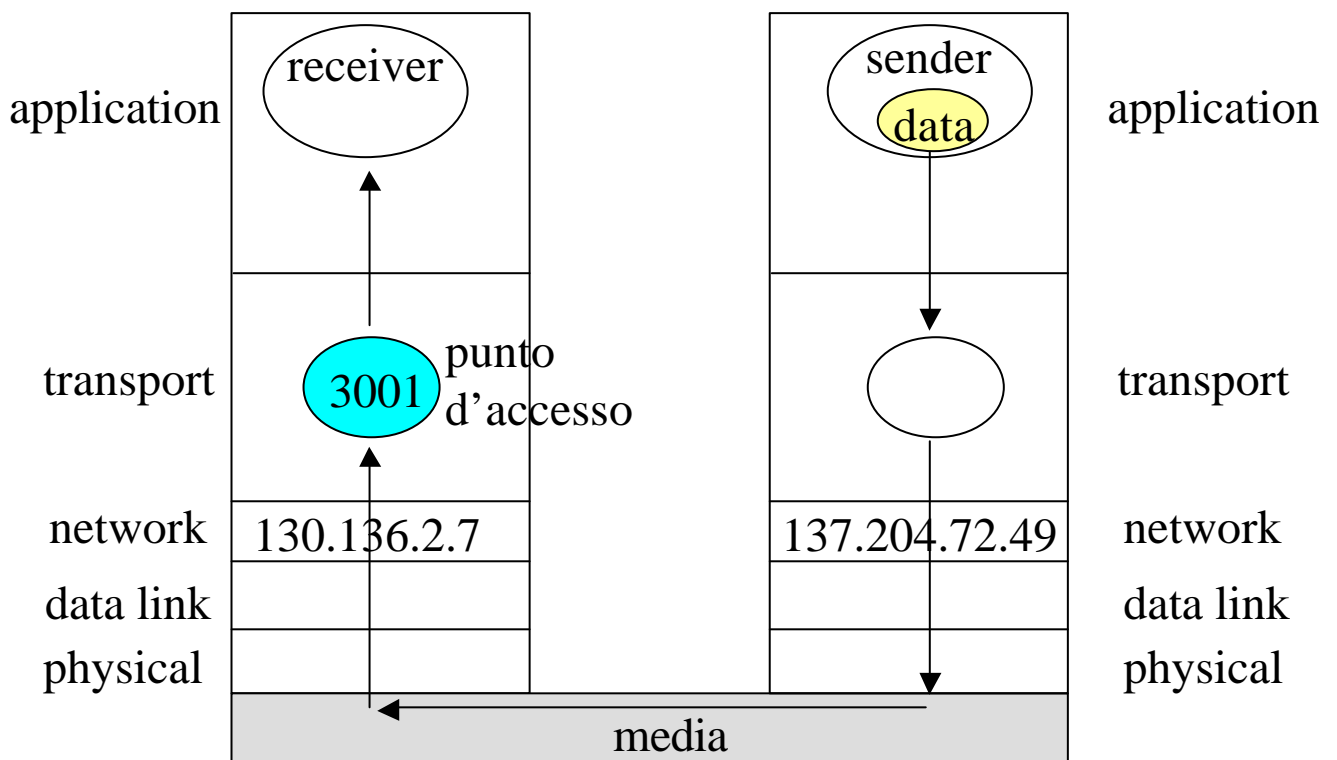 receiver
sender
application
data
application
punto
transport
3001
d’accesso
transport
network
130.136.2.7
137.204.72.49
network
data link
data link
physical
physical
media